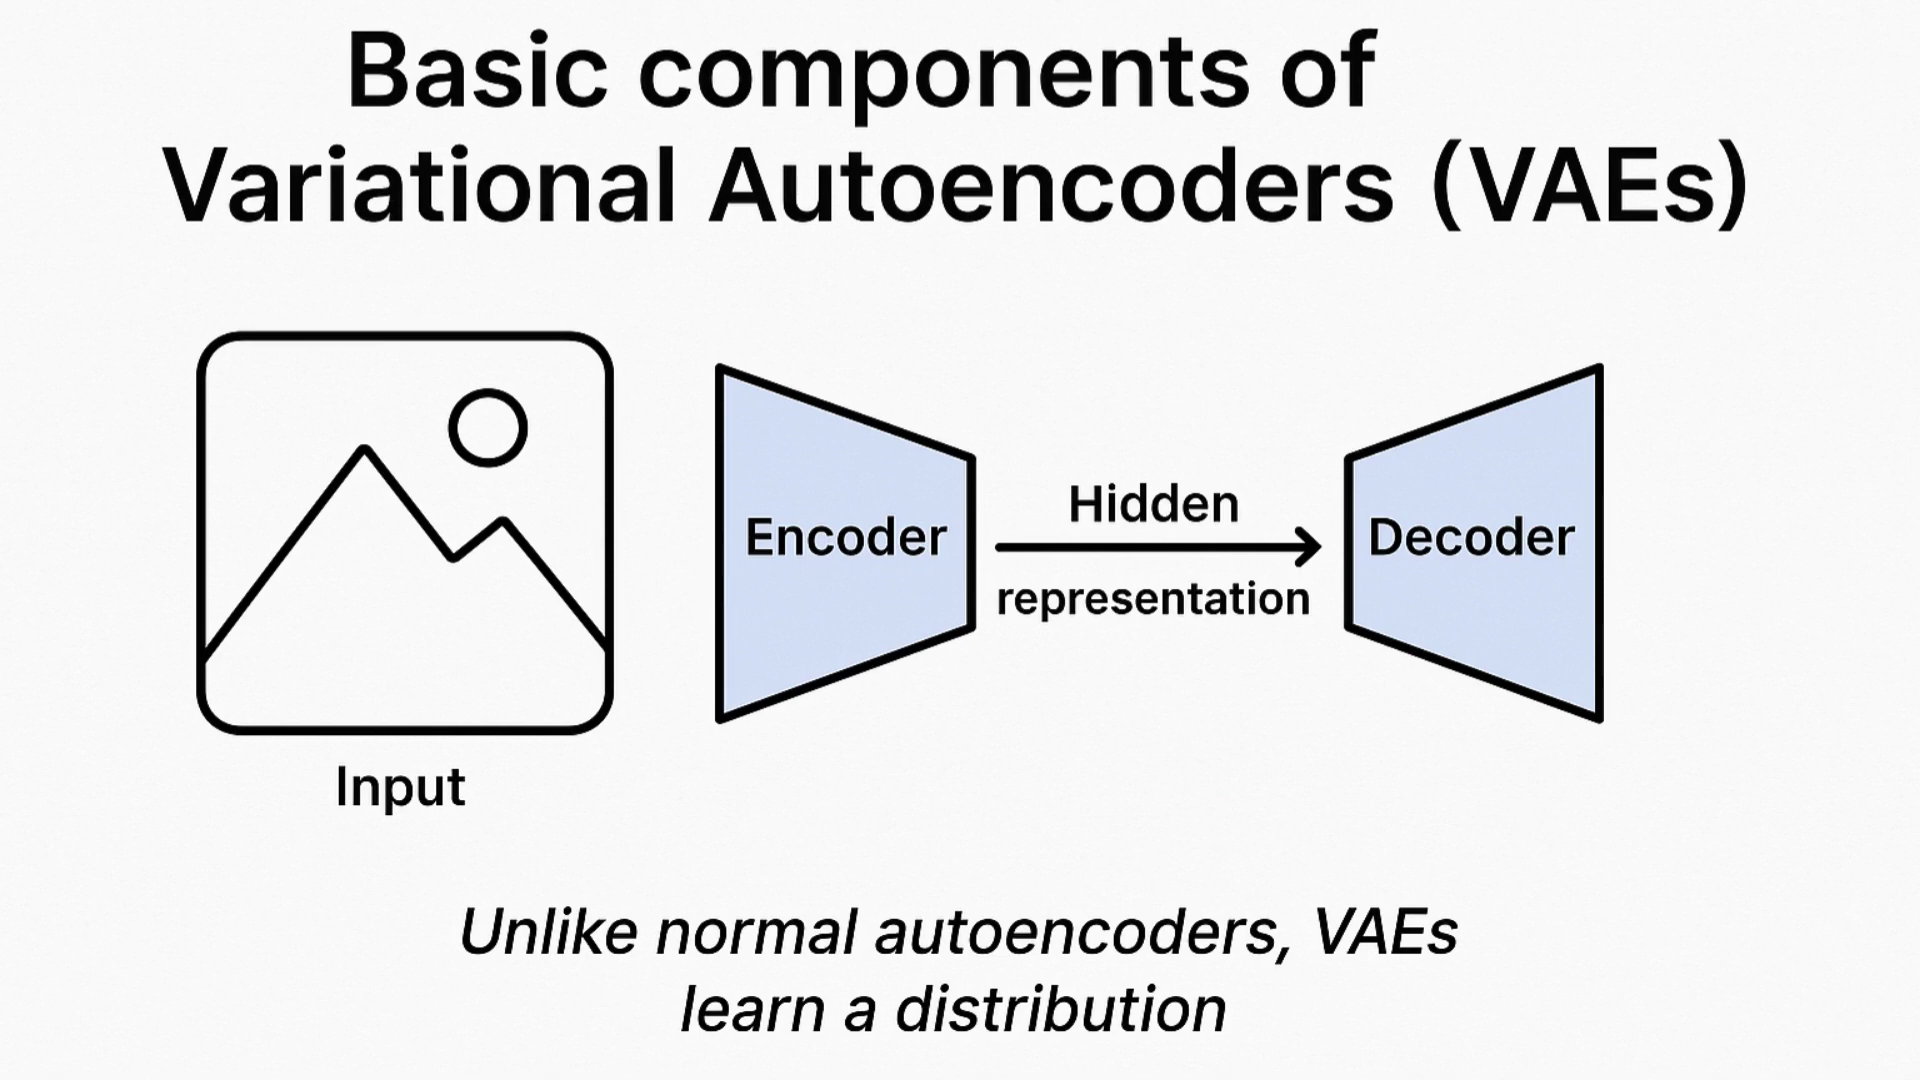 Basic components of
Variational Autoencoders (VAEs)
Encoder
Hidden
representation
Decoder
Input
Unlike normal autoencoders, VAEs
learn a distribution